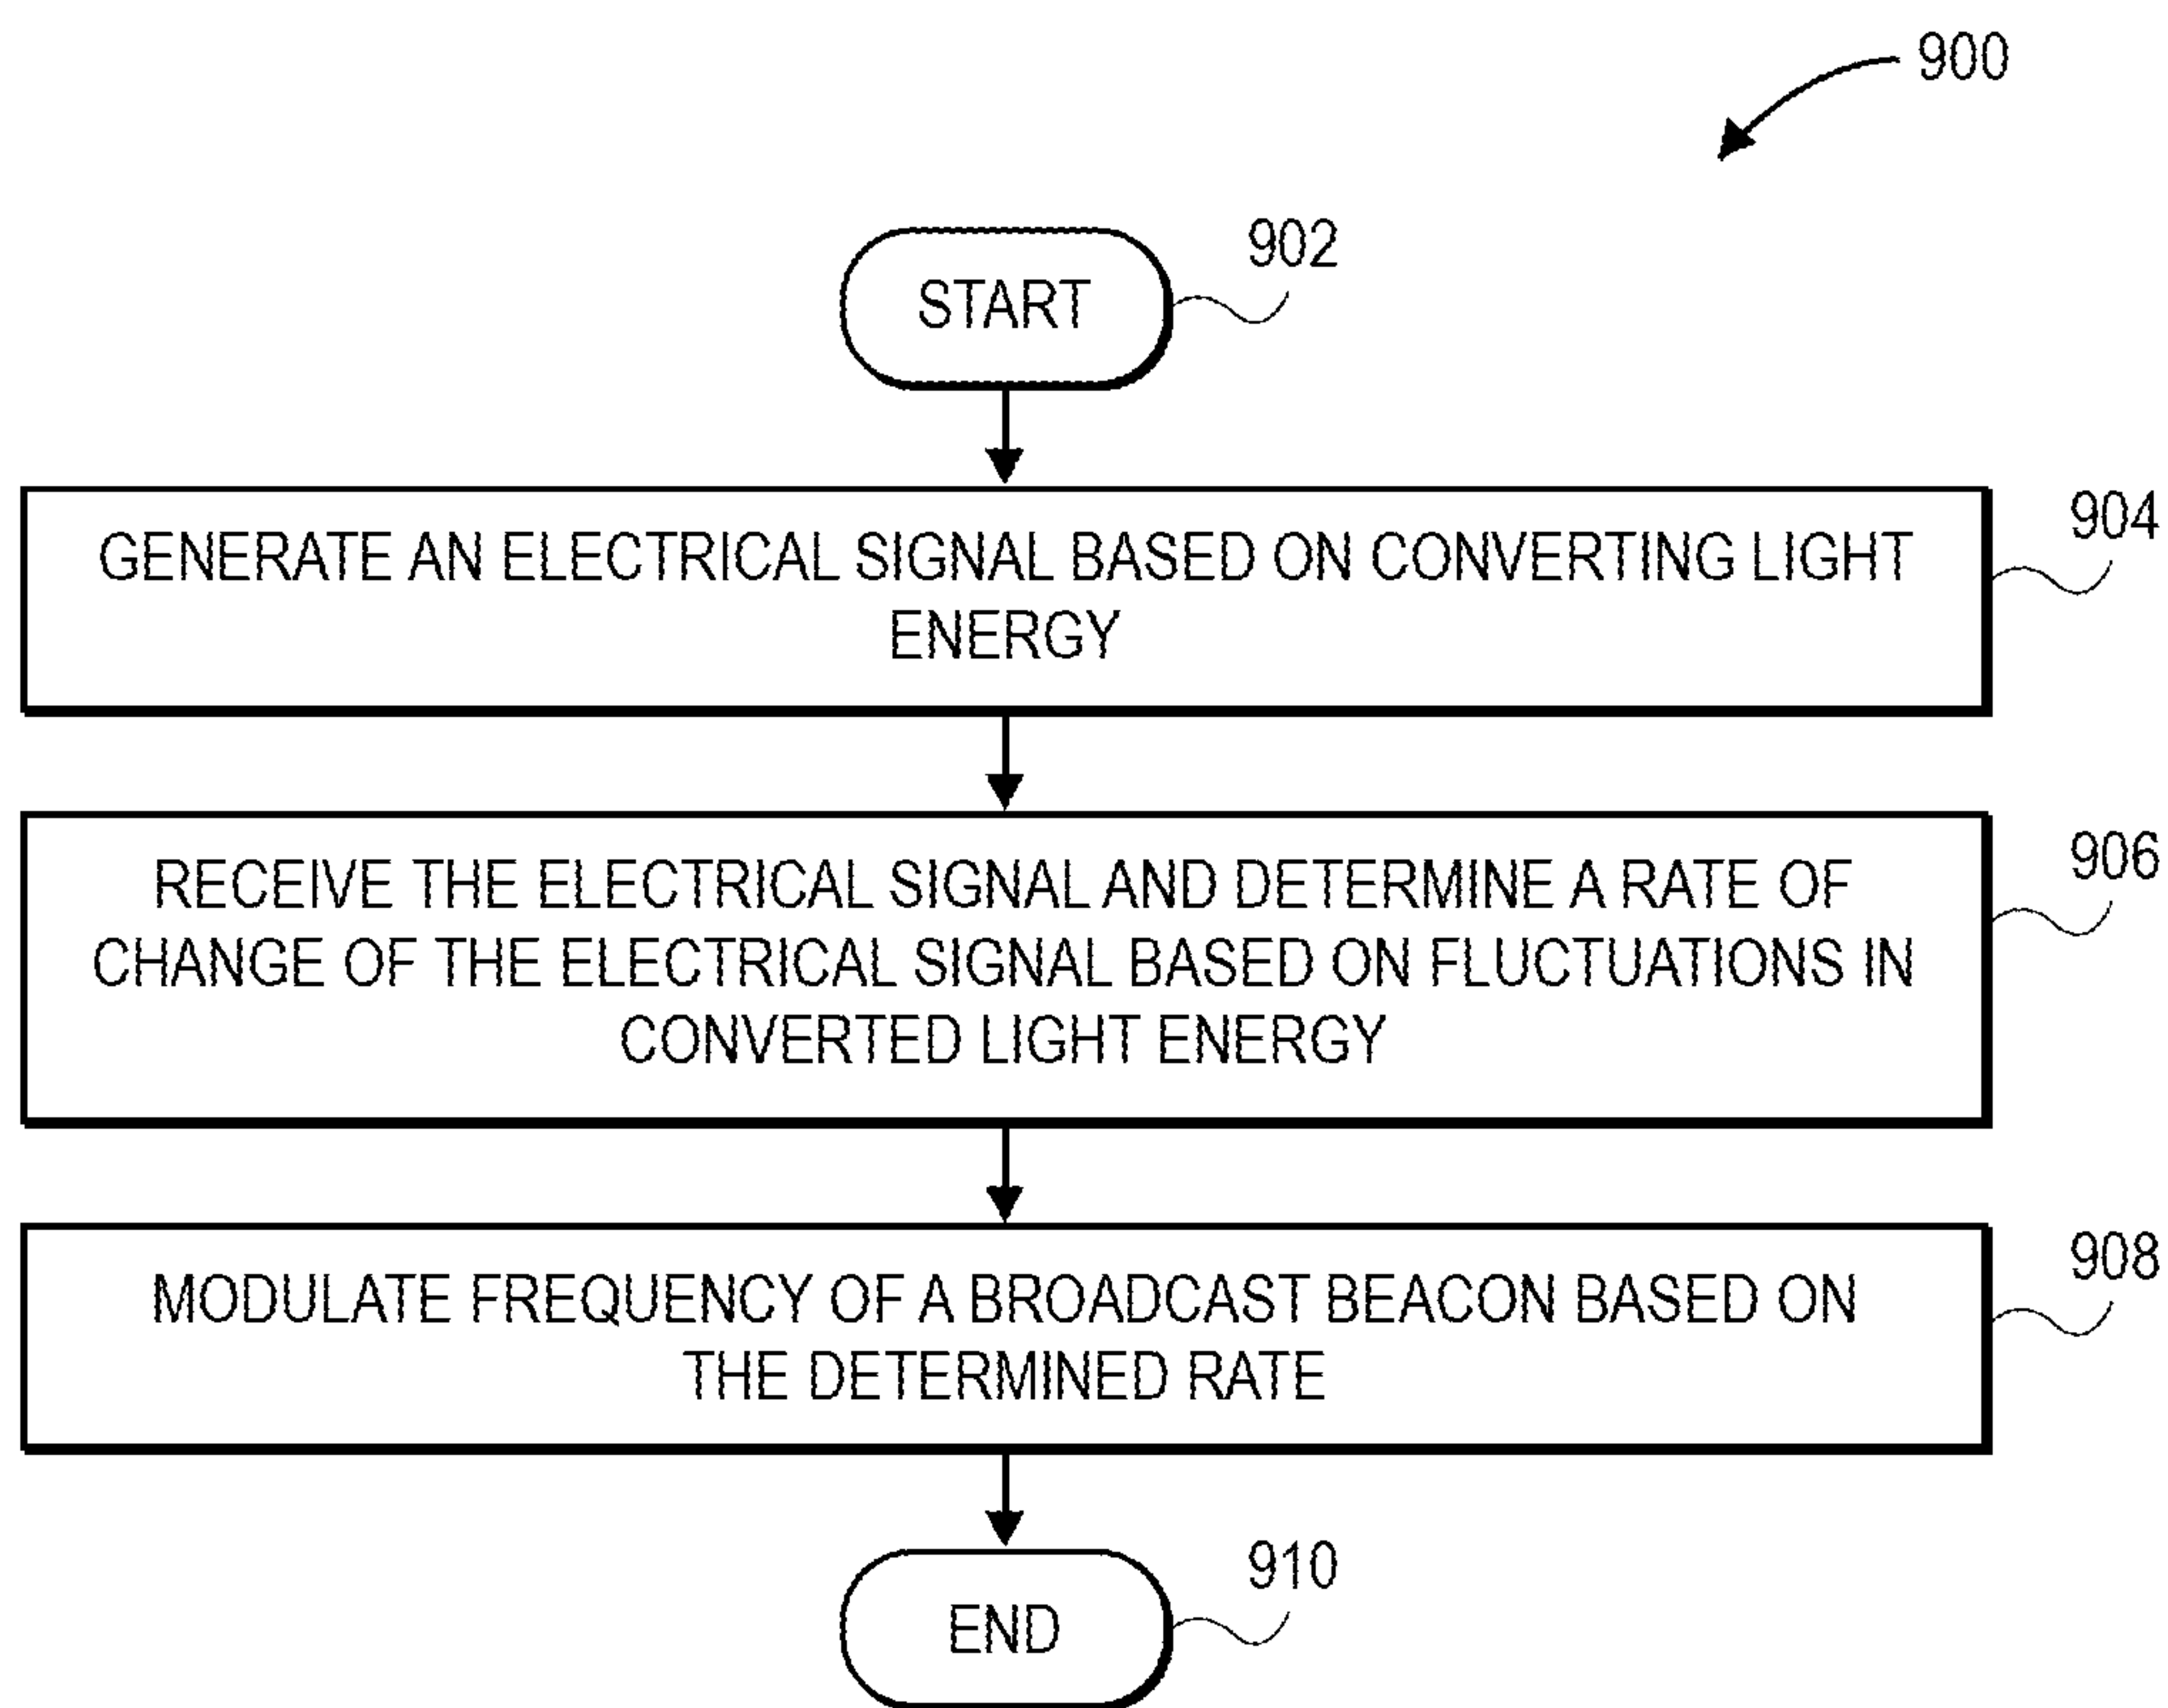 900
902
START
904
GENERATE AN ELECTRICAL SIGNAL BASED ON CONVERTING LIGHT
ENERGY
906
RECEIVE THE ELECTRICAL SIGNAL AND DETERMINE A RATE OF
CHANGE OF THE ELECTRICAL SIGNAL BASED ON FLUCTUATIONS IN
CONVERTED LIGHT ENERGY
908
MODULATE FREQUENCY OF A BROADCAST BEACON BASED ON
THE DETERMINED RATE
910
END